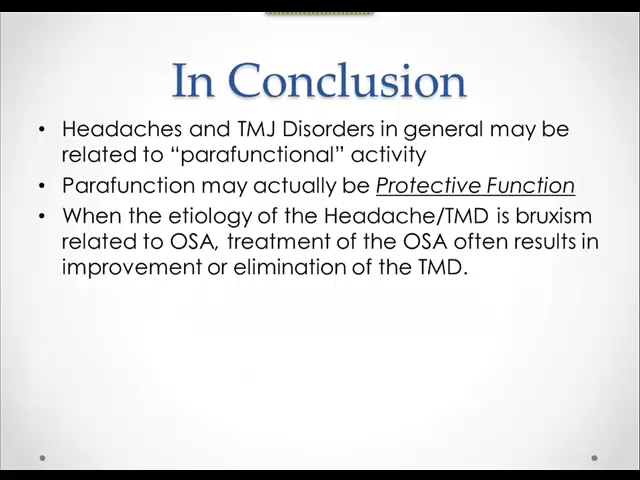 In Conclusion
• Headaches and TMJ Disorders in general may be
related to “parafunctional” activity
• Parafunction may actually be Protective Function
• When the etiology of the Headache/TMD is bruxism
related to OSA, treatment of the OSA often results in
improvement or elimination of the TMD.